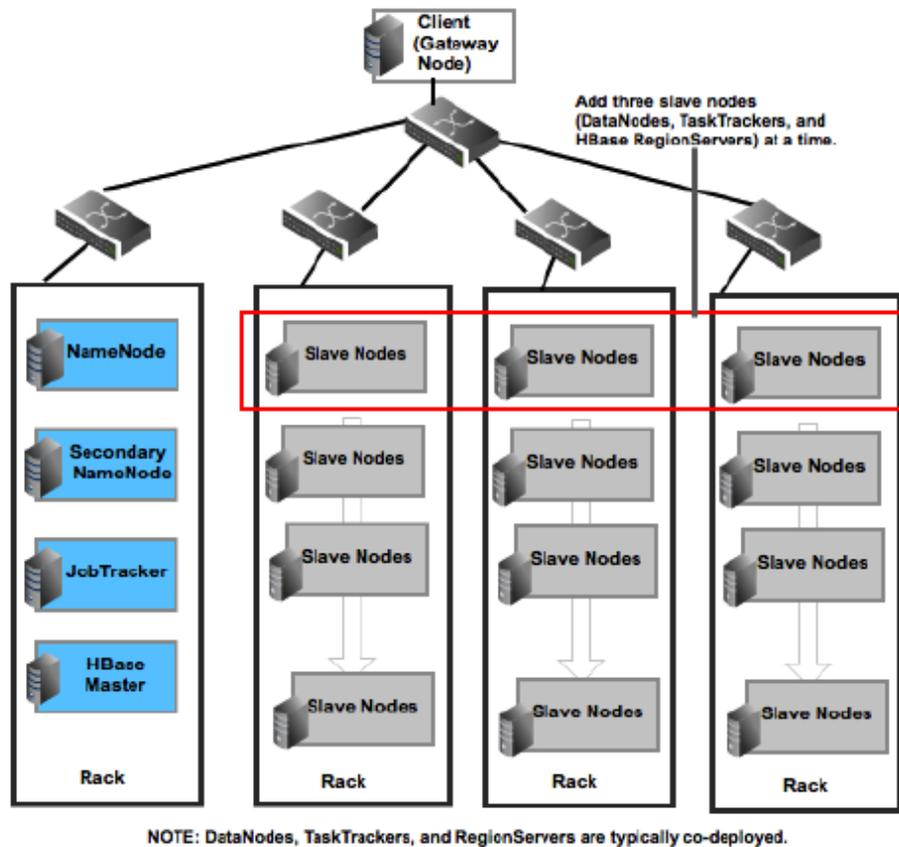 Client
(Gateway
Node)
Add three slave nodes
(DataNodes, TaskTrackers, and
HBase RegionServers) at a time.
NameNode
Secondary
NameNode
JobTracker
HBase
Master
Rack
Slave Nodes
Slave Nodes
Slave Nodes
Slave Nodes
Rack
Slave Nodes
Slave Nodes
Slave Nodes
Slave Nodes
Rack
Slave Nodes
Slave Nodes
Slave Nodes
Slave Nodes
Rack
NOTE: DataNodes, TaskTrackers, and RegionServers are typically co-deployed.